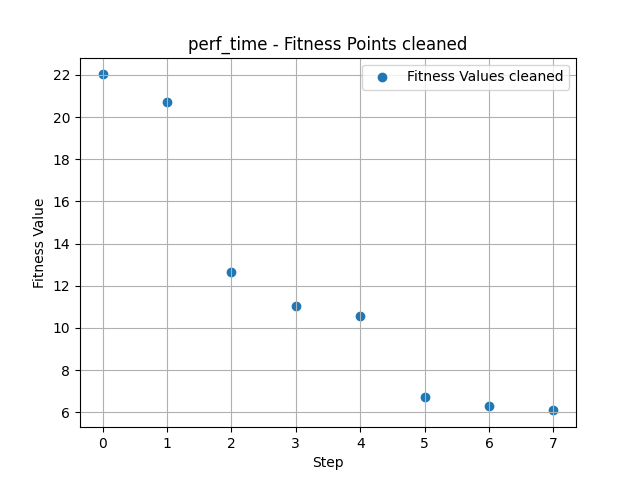 perf_time - Fitness Points cleaned
Fitness Values cleaned
Fitness Value
22
20
18
16
14
12
10
8
6
0 1 2 3 4 5 6 7
Step